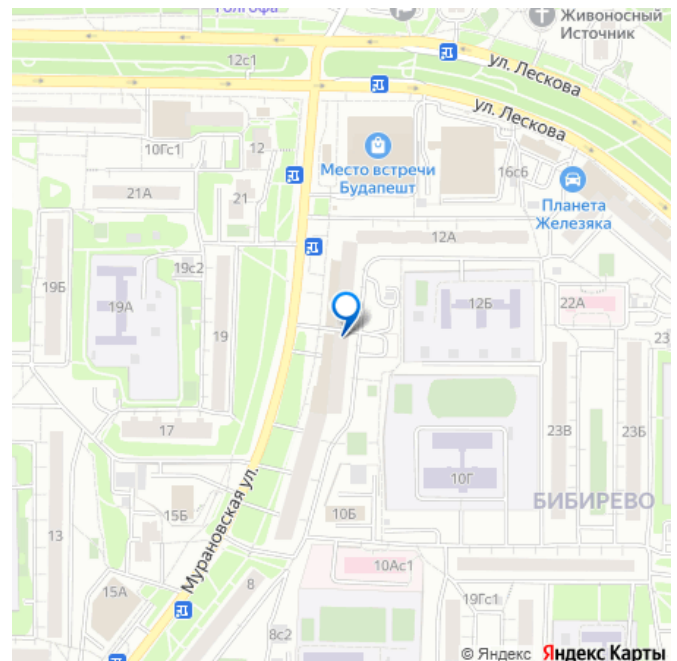 Голгофа
Живоносный
Источник
12с1
ул. Лескова
ул. Лескова
10Гс1
12
Место встречи
Будапешт
16с6
Планета
Железяка
21А
21
12А
19с2
19Б
19А
19
12Б
22А
23
17
23В
23Б
10Г
БИБИРЕВО
Мурановская ул.
15Б
10Б
13
10Ас1
15А
8
19Гс1
8с2
© Яндекс Яндекс Карты